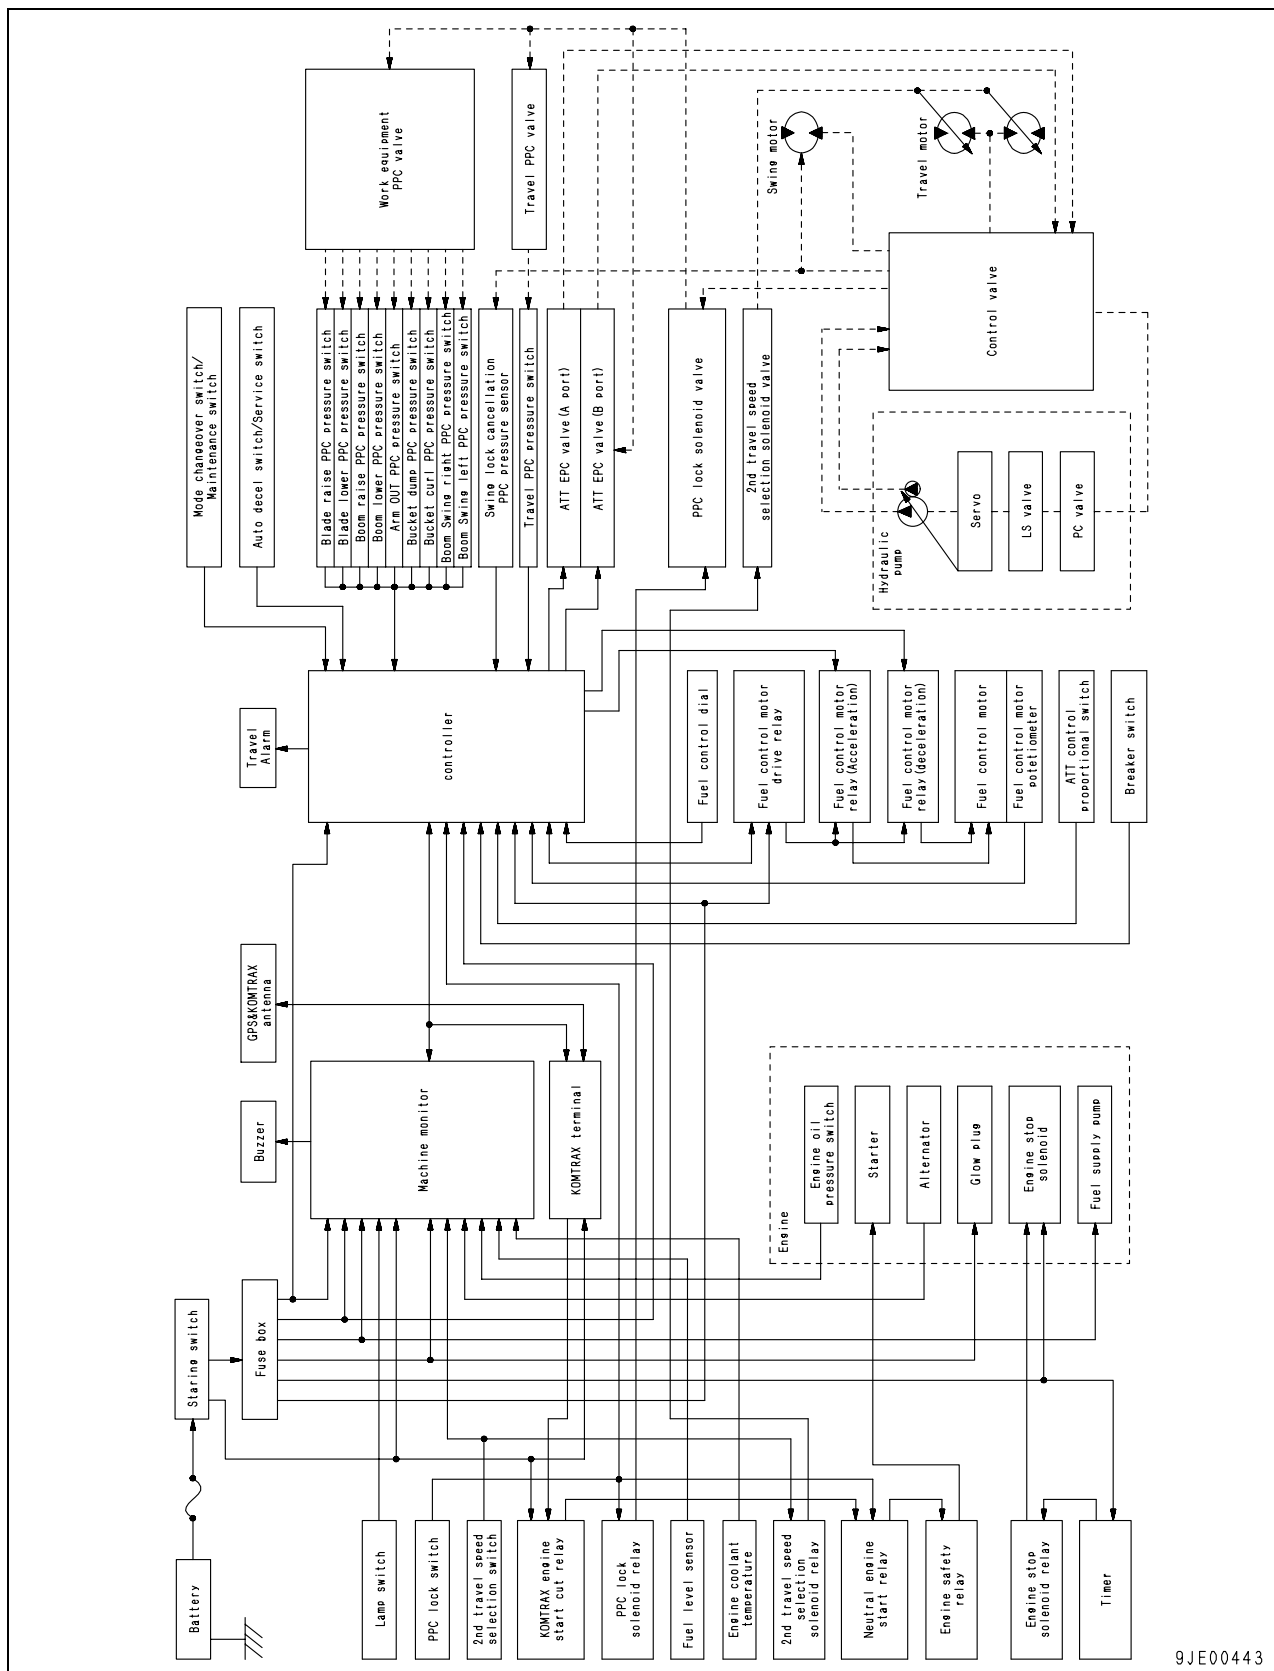 Battery
Staring switch
Fuse box
Buzzer
GPS&KOMTRAX
antenna
Travel
Alarm
Mode changeover switch/
Maintenance switch
Auto decel switch/Service switch
Lamp switch
PPC lock switch
2nd travel speed
selection switch
KOMTRAX engine
start cut relay
PPC lock
solenoid relay
Fuel level sensor
Engine coolant
temperature
2nd travel speed
selection
solenoid relay
Neutral engine
start relay
Engine safety
relay
Engine stop
solenoid relay
Timer
Machine monitor
KOMTRAX terminal
Engine
Engine oil
pressure switch
Starter
Alternator
Glow plug
Engine stop
solenoid
Fuel supply pump
controller
Fuel control dial
Fuel control motor
drive relay
Fuel control motor
relay(Acceleration)
Fuel control motor
relay(deceleration)
Fuel control motor
Fuel control motor
potetiometer
ATT control
proportional switch
Breaker switch
Blade raise PPC pressure switch
Blade lower PPC pressure switch
Boom raise PPC pressure switch
Boom lower PPC pressure switch
Arm OUT PPC pressure switch
Bucket dump PPC pressure switch
Bucket curl PPC pressure switch
Boom Swing right PPC pressure switch
Boom Swing left PPC pressure switch
Swing lock cancellation
PPC pressure sensor
Travel PPC pressure switch
ATT EPC valve(A port)
ATT EPC valve(B port)
PPC lock solenoid valve
2nd travel speed
selection solenoid valve
Hydraulic
pump
Servo
LS valve
PC valve
Work equipment
PPC valve
Travel PPC valve
Swing motor
Travel motor
Control valve
9JE00443